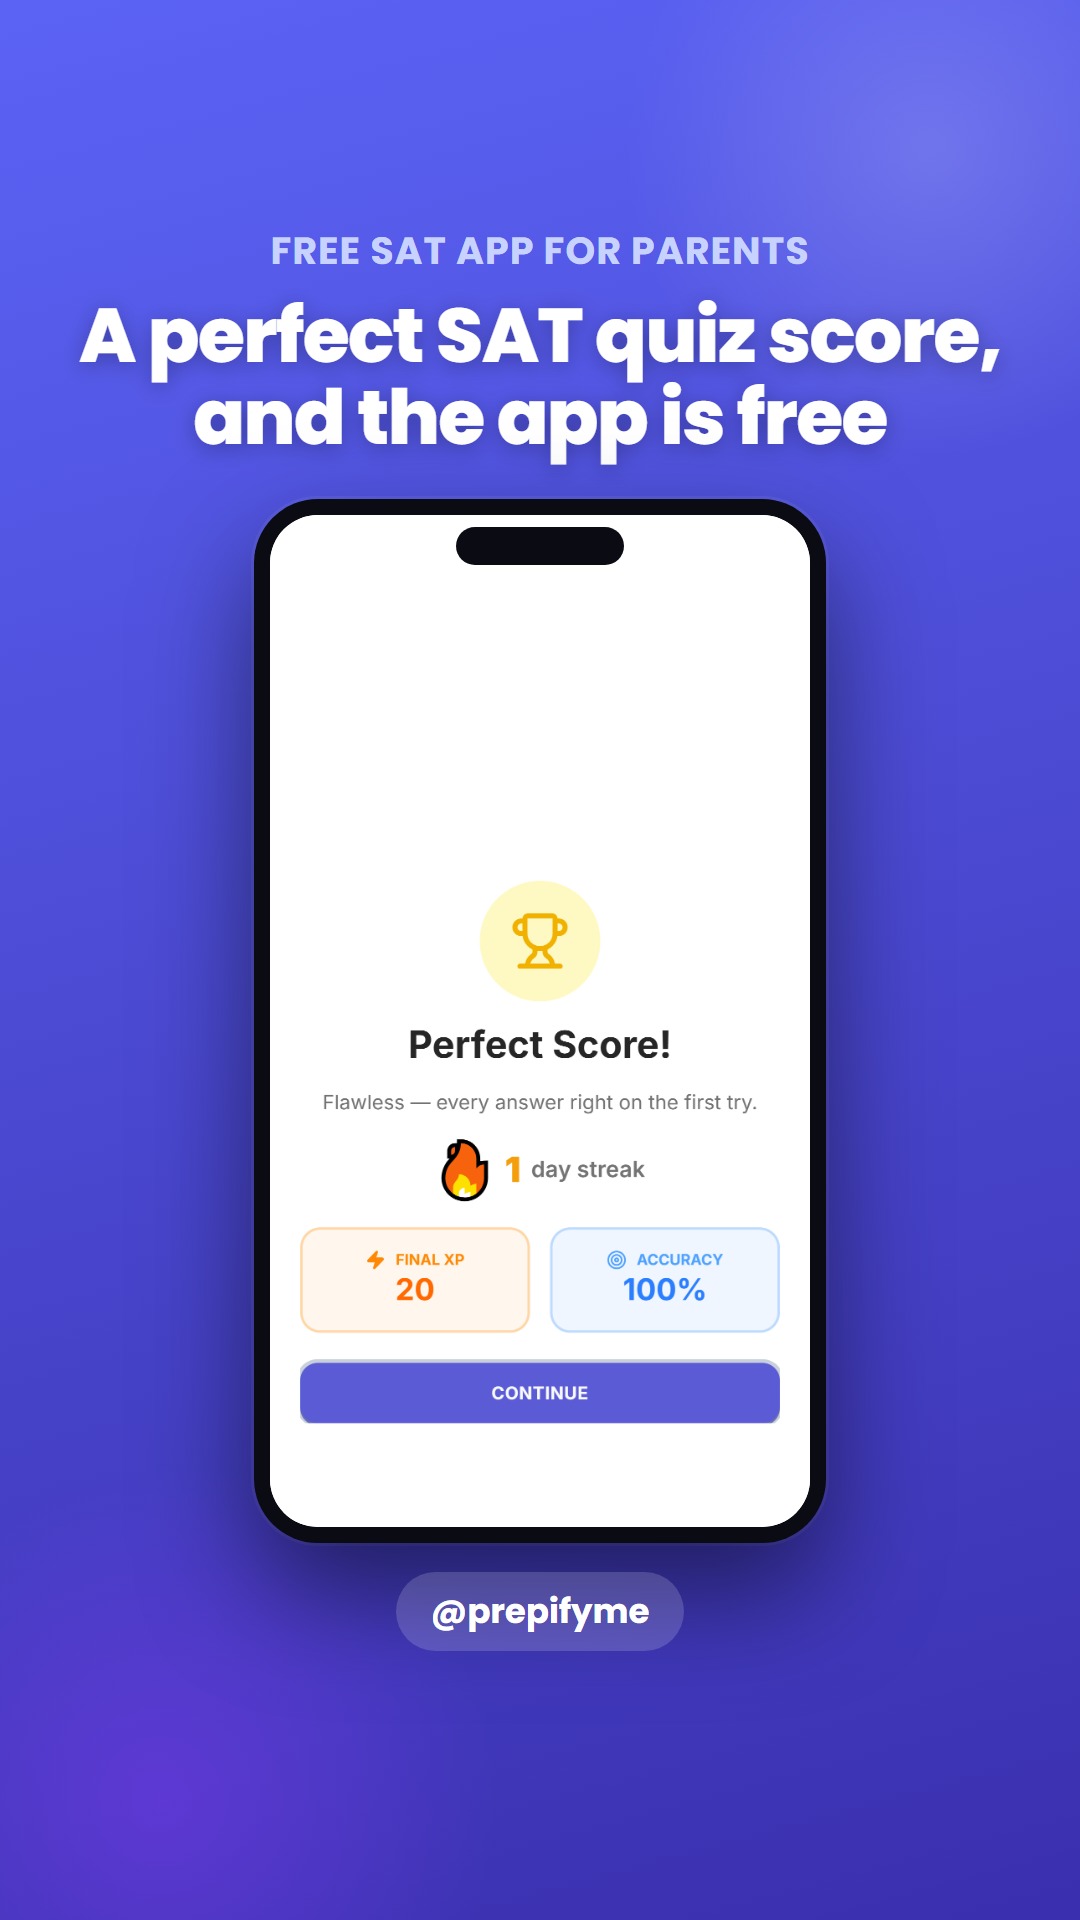 FREE SAT APP FOR PARENTS
A perfect SAT quiz score,
and the app is free
Perfect Score!
Flawless — every answer right on the first try.
1 day streak
FINAL XP
20
ACCURACY
100%
CONTINUE
@prepifyme